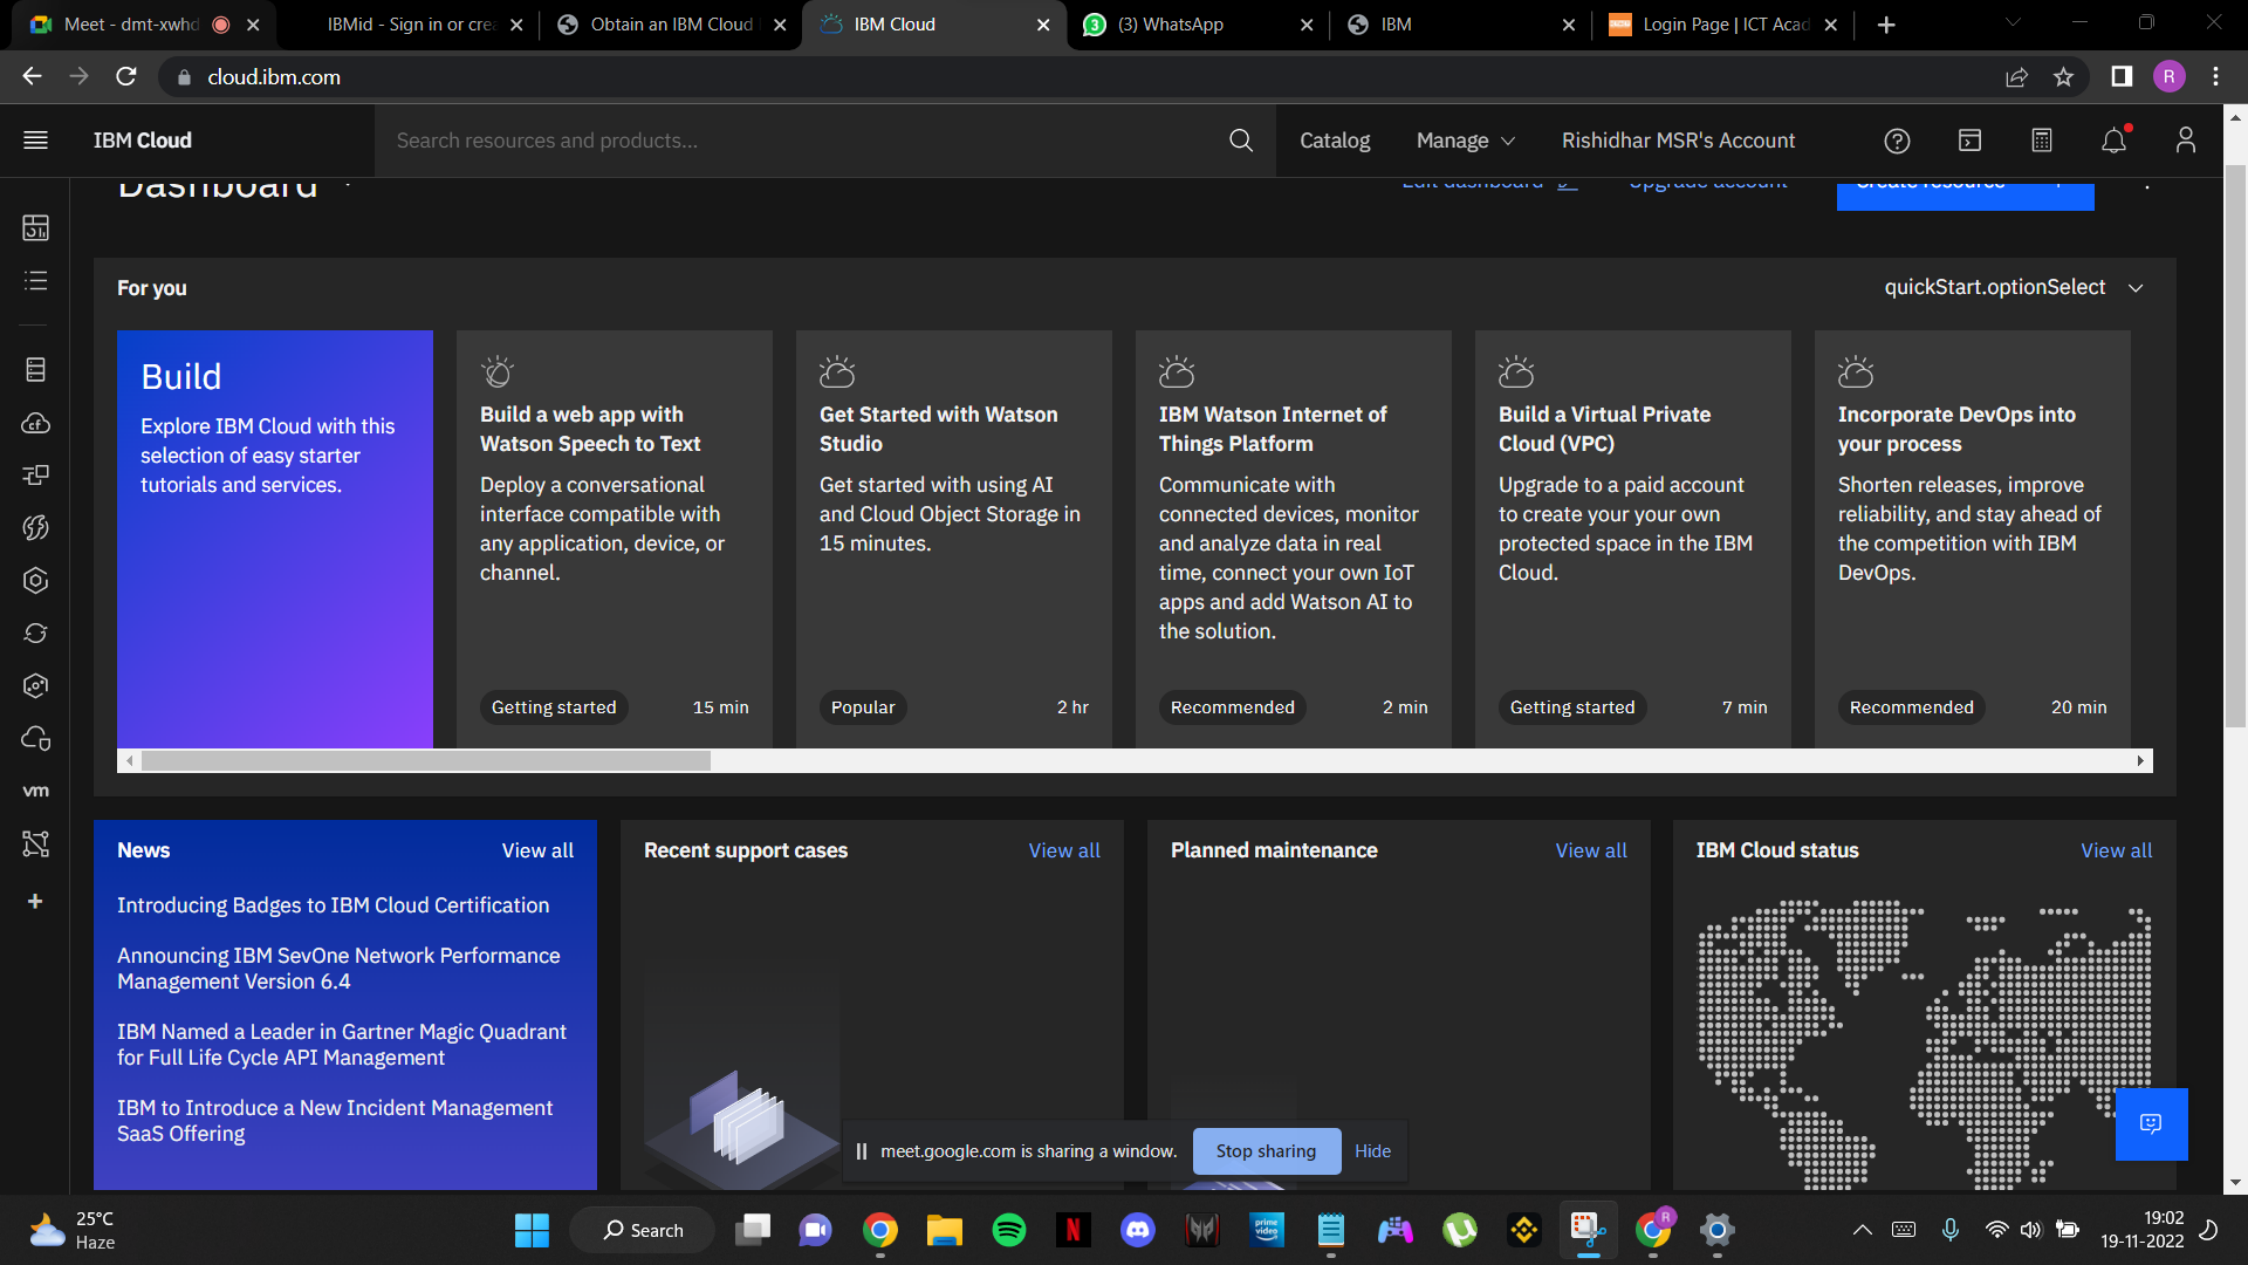 Meet - dmt-xwhd
IBMid - Sign in or crea
Obtain an IBM Cloud
IBM Cloud
(3) WhatsApp
IBM
Login Page | ICT Acad
cloud.ibm.com
R
IBM Cloud
Search resources and products...
Catalog
Manage
Rishidhar MSR's Account
Dashboard
Edit dashboard
Upgrade account
Create resource
For you
quickStart.optionSelect
Build
Explore IBM Cloud with this
selection of easy starter
tutorials and services.
Build a web app with
Watson Speech to Text
Deploy a conversational
interface compatible with
any application, device, or
channel.
Getting started 15 min
Get Started with Watson
Studio
Get started with using AI
and Cloud Object Storage in
15 minutes.
Popular 2 hr
IBM Watson Internet of
Things Platform
Communicate with
connected devices, monitor
and analyze data in real
time, connect your own IoT
apps and add Watson AI to
the solution.
Recommended 2 min
Build a Virtual Private
Cloud (VPC)
Upgrade to a paid account
to create your your own
protected space in the IBM
Cloud.
Getting started 7 min
Incorporate DevOps into
your process
Shorten releases, improve
reliability, and stay ahead of
the competition with IBM
DevOps.
Recommended 20 min
cf
vm
News View all
Introducing Badges to IBM Cloud Certification
Announcing IBM SevOne Network Performance
Management Version 6.4
IBM Named a Leader in Gartner Magic Quadrant
for Full Life Cycle API Management
IBM to Introduce a New Incident Management
SaaS Offering
Recent support cases View all
Planned maintenance View all
IBM Cloud status View all
meet.google.com is sharing a window. Stop sharing Hide
25°C
Haze
Search
N
prime
video
R
19:02
19-11-2022